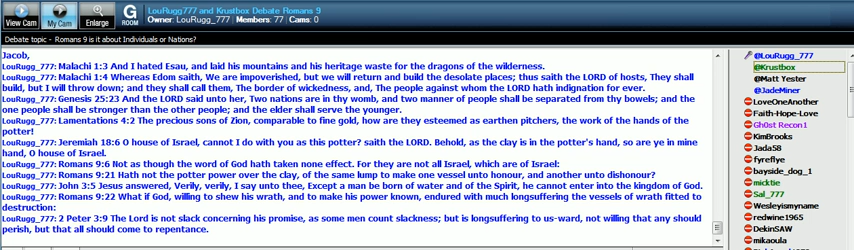 LouRugg_777 and Krustbox Debate Romans 9
Owner: LouRugg_777 | Members: 77 | Cams: 0
View Cam
My Cam
Enlarge
G
ROOM
Debate topic - Romans 9 is it about Individuals or Nations?
Jacob,
LouRugg_777: Malachi 1:3 And I hated Esau, and laid his mountains and his heritage waste for the dragons of the wilderness.
LouRugg_777: Malachi 1:4 Whereas Edom saith, We are impoverished, but we will return and build the desolate places; thus saith the LORD of hosts, They shall
build, but I will throw down; and they shall call them, The border of wickedness, and, The people against whom the LORD hath indignation for ever.
LouRugg_777: Genesis 25:23 And the LORD said unto her, Two nations are in thy womb, and two manner of people shall be separated from thy bowels; and the
one people shall be stronger than the other people; and the elder shall serve the younger.
LouRugg_777: Lamentations 4:2 The precious sons of Zion, comparable to fine gold, how are they esteemed as earthen pitchers, the work of the hands of the
potter!
LouRugg_777: Jeremiah 18:6 O house of Israel, cannot I do with you as this potter? saith the LORD. Behold, as the clay is in the potter's hand, so are ye in mine
hand, O house of Israel.
LouRugg_777: Romans 9:6 Not as though the word of God hath taken none effect. For they are not all Israel, which are of Israel:
LouRugg_777: Romans 9:21 Hath not the potter power over the clay, of the same lump to make one vessel unto honour, and another unto dishonour?
LouRugg_777: John 3:5 Jesus answered, Verily, verily, I say unto thee, Except a man be born of water and of the Spirit, he cannot enter into the kingdom of God.
LouRugg_777: Romans 9:22 What if God, willing to shew his wrath, and to make his power known, endured with much longsuffering the vessels of wrath fitted to
destruction:
LouRugg_777: 2 Peter 3:9 The Lord is not slack concerning his promise, as some men count slackness; but is longsuffering to us-ward, not willing that any should
perish, but that all should come to repentance.
@LouRugg_777
@Krustbox
@Matt Yester
@JadeMiner
LoveOneAnother
Faith-Hope-Love
Gh0st Recon1
KimBrooks
Jada58
fyreflye
bayside_dog_1
micktie
Sal_777
Wesleyismyname
redwine1965
DekinSAW
mikaoula